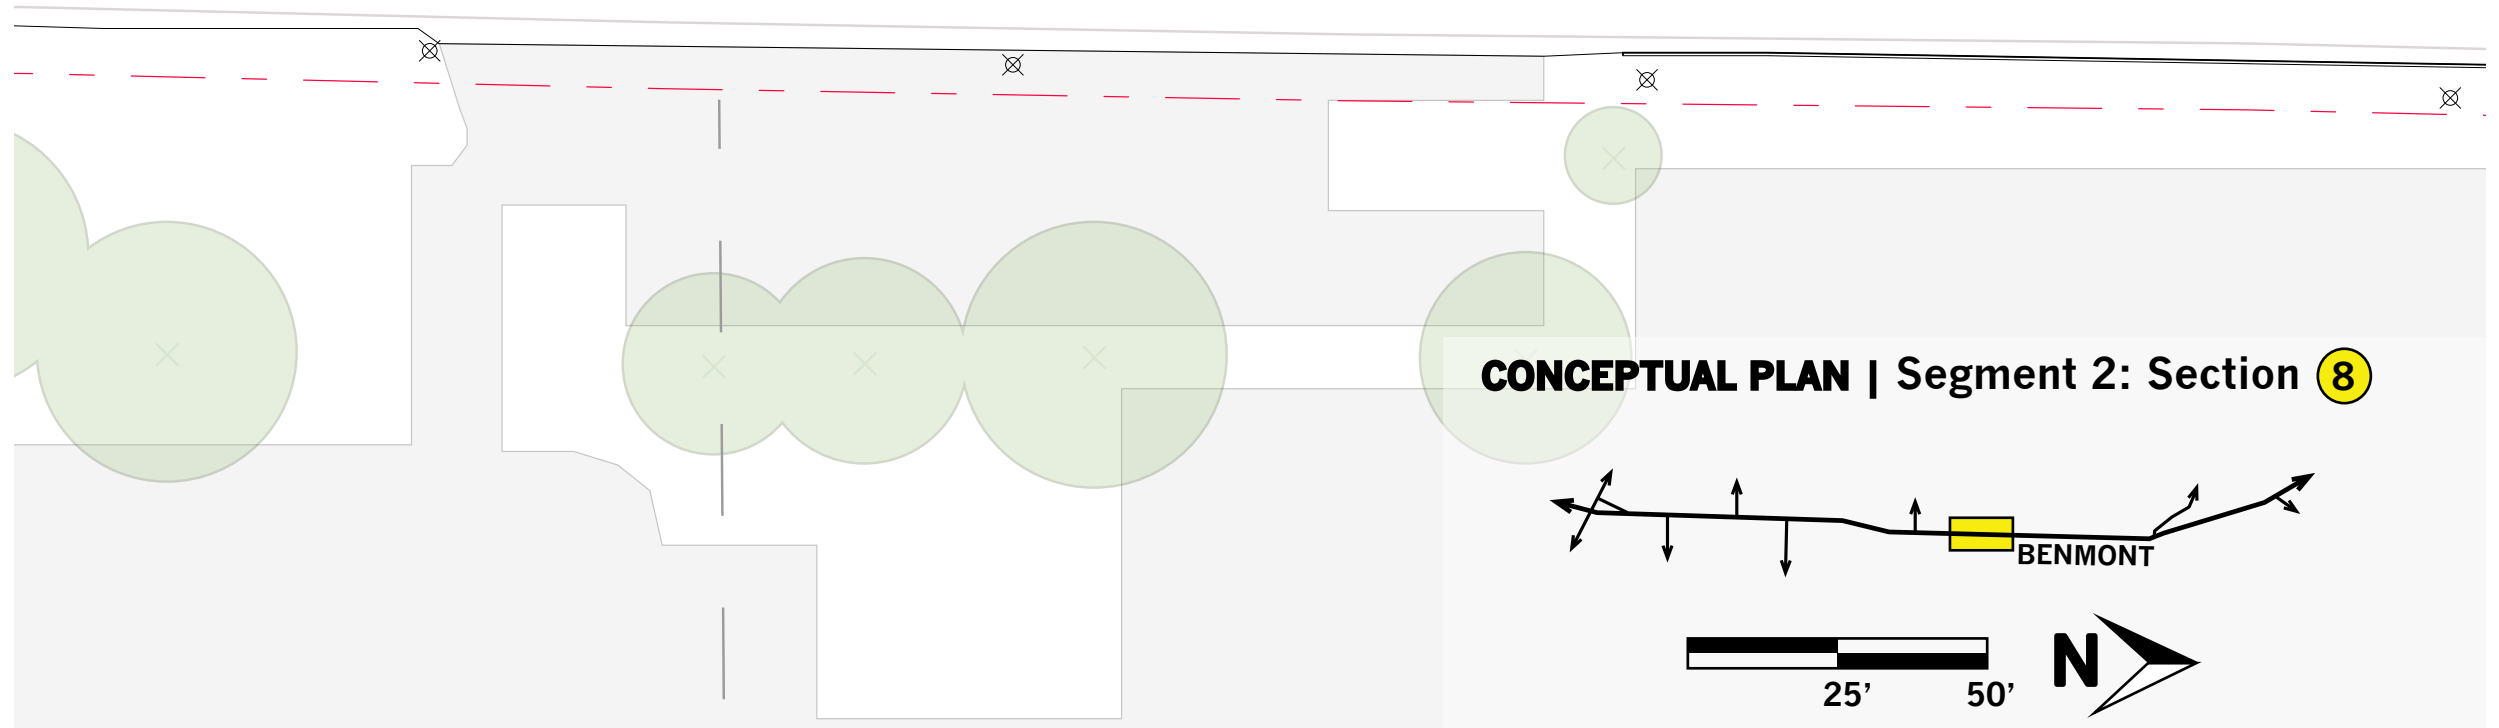 CONCEPTUAL PLAN | Segment 2: Section 8
BENMONT
N
25’ 50’